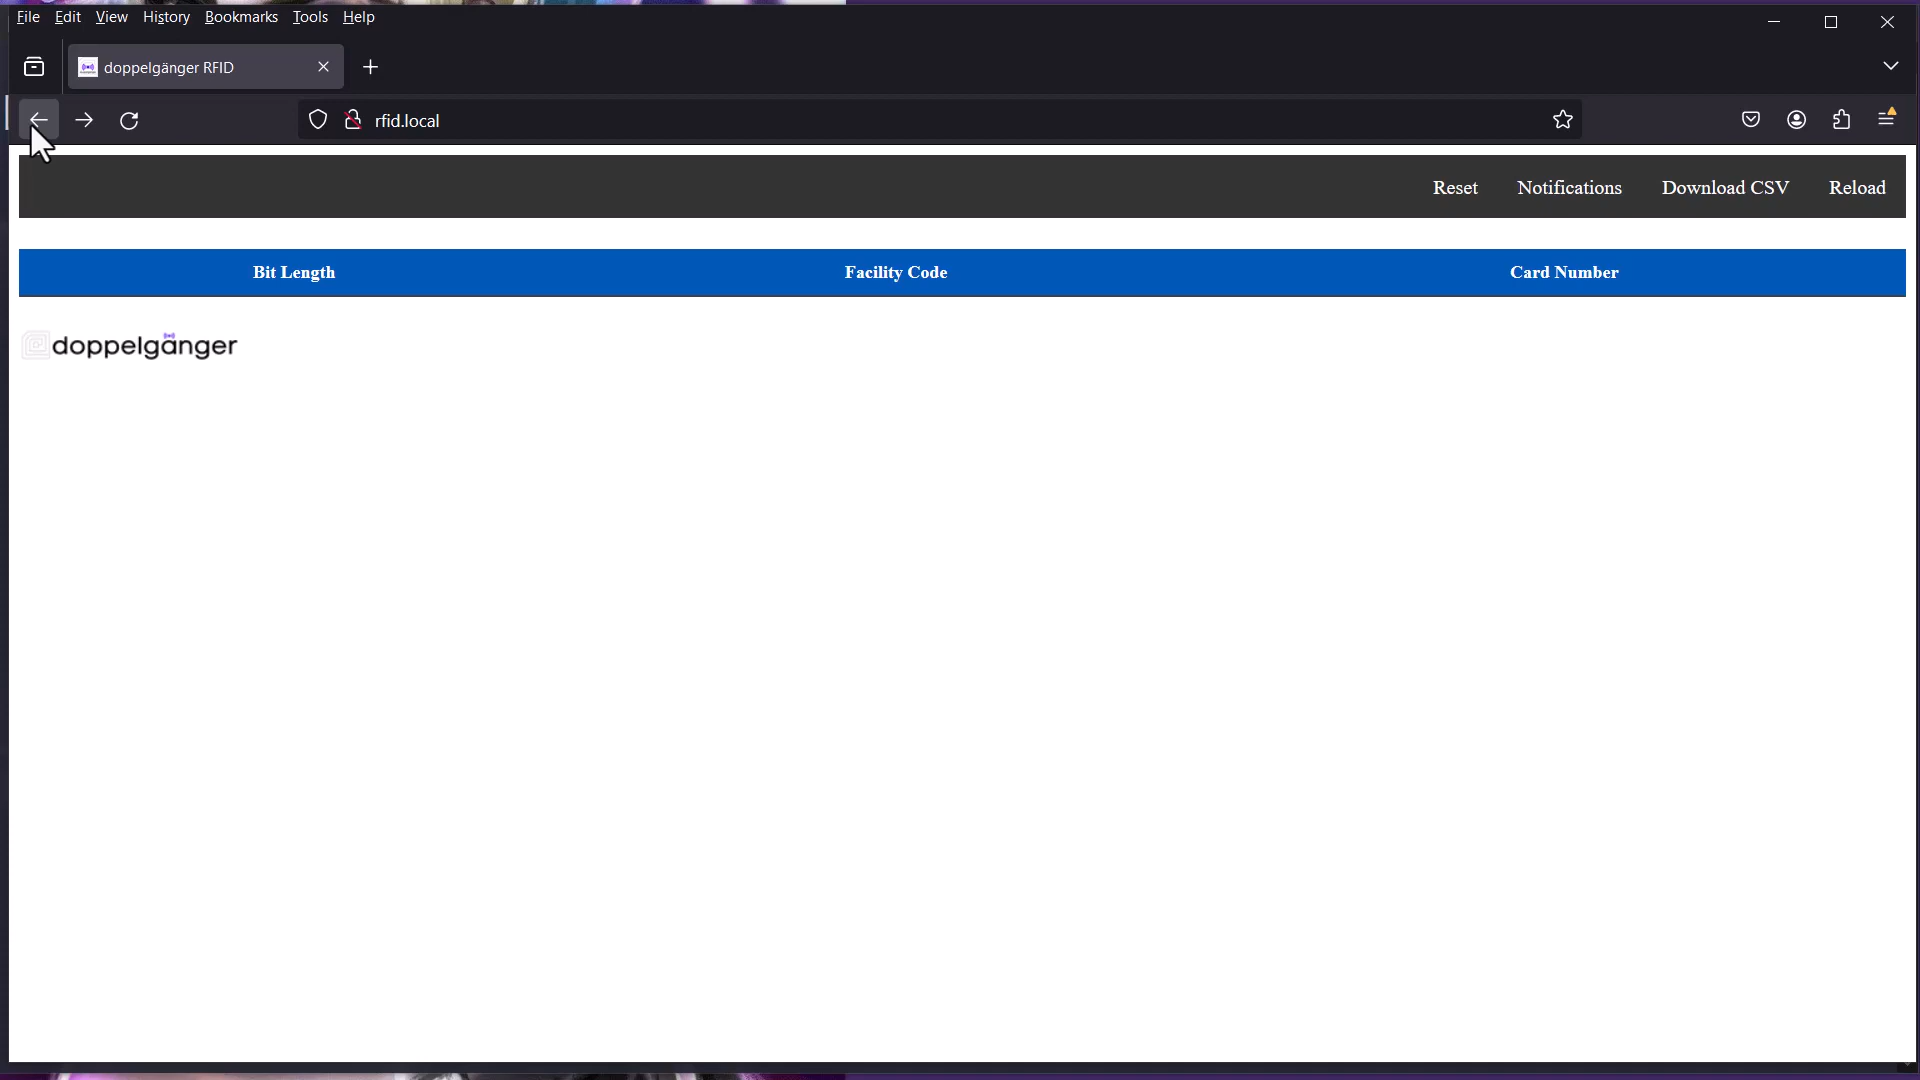 File Edit View History Bookmarks Tools Help
doppelgänger RFID
rfid.local
Reset Notifications Download CSV Reload
Bit Length Facility Code Card Number
doppelgänger